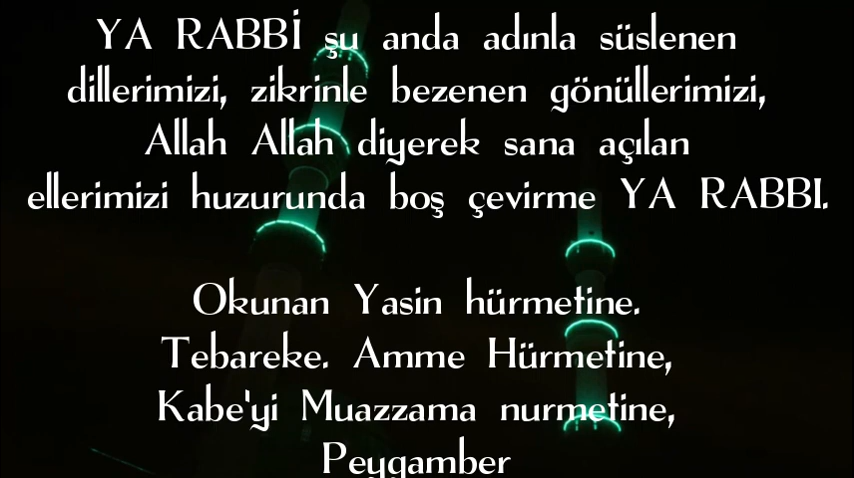 YA RABBİ şu anda adınla süslenen
dillerimizi, zikrinle bezenen gönüllerimizi,
Allah Allah diyerek sana açılan
ellerimizi huzurunda boş çevirme YA RABBI.
Okunan Yasin hürmetine.
Tebareke. Amme Hürmetine,
Kabe'yi Muazzama nurmetine,
Peygamber